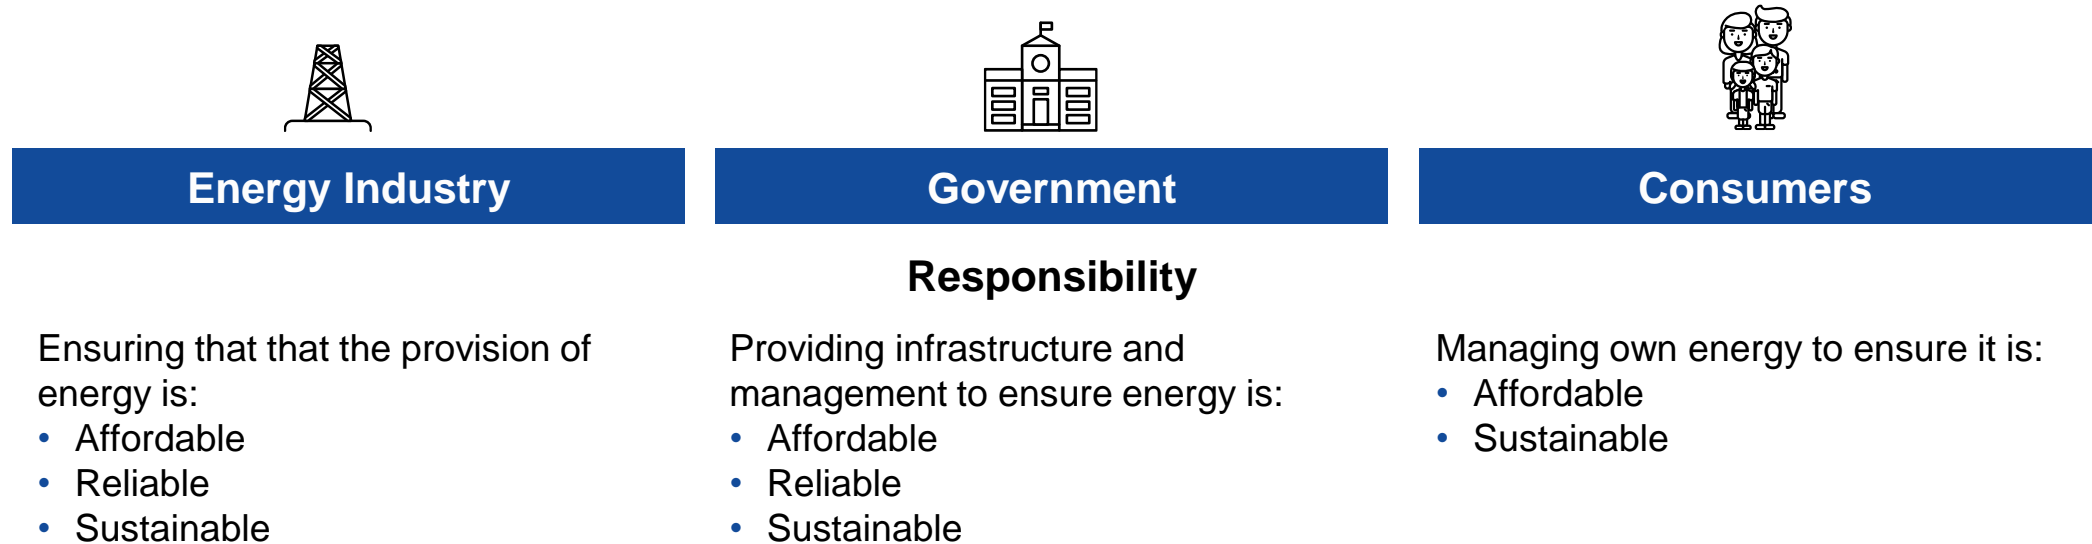 Energy Industry
Government
Consumers
Responsibility
Ensuring that that the provision of
energy is:
• Affordable
• Reliable
• Sustainable
Providing infrastructure and
management to ensure energy is:
• Affordable
• Reliable
• Sustainable
Managing own energy to ensure it is:
• Affordable
• Sustainable